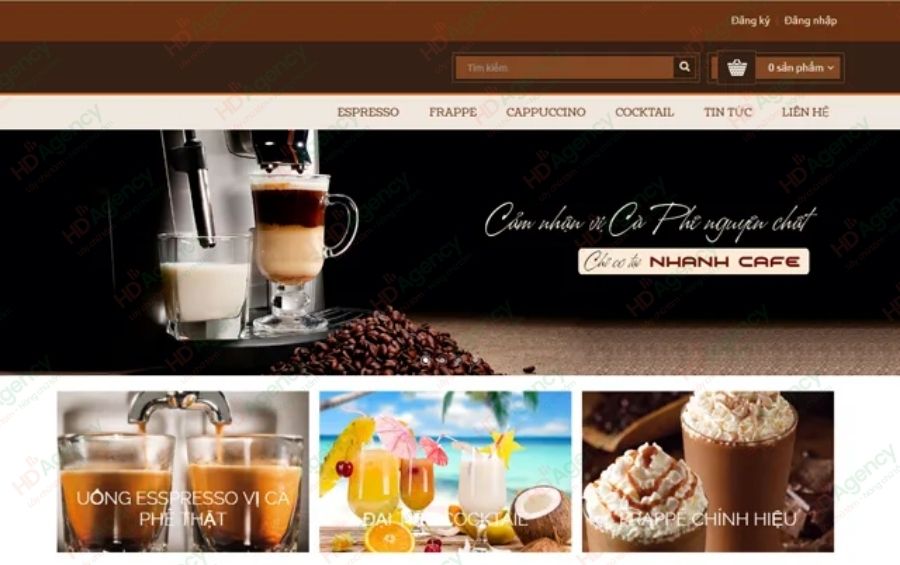 Đăng ký
Đăng nhập
Tìm kiếm
0 sản phẩm
ESPRESSO
FRAPPE
CAPPUCCINO
COCKTAIL
TIN TỨC
LIÊN HỆ
Cảm nhận vị Cà Phê nguyên chất
Chỉ có tại NHANH CAFE
UỐNG ESSPRESSO VỊ CÀ
PHÊ THẬT
COCKTAIL
FRAPPE CHÍNH HIỆU
HD Agency